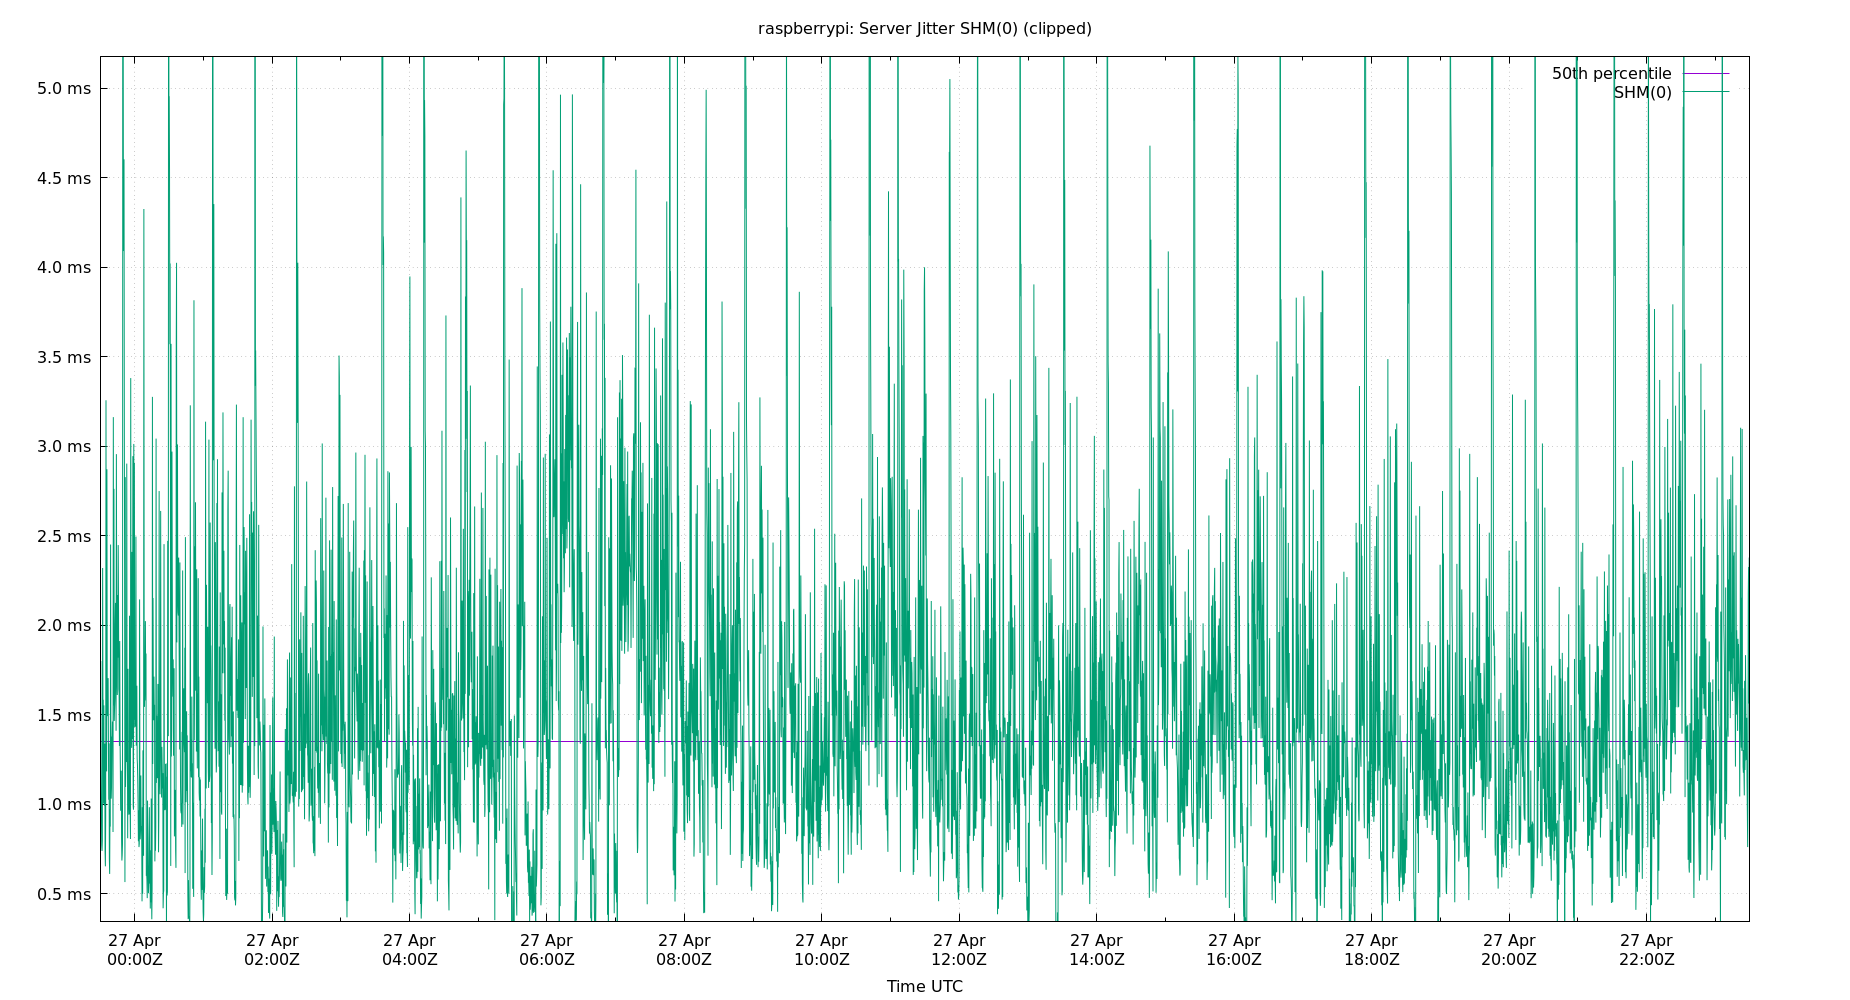 raspberrypi: Server Jitter SHM(0) (clipped)
50th percentile
SHM(0)
5.0 ms
4.5 ms
4.0 ms
3.5 ms
3.0 ms
2.5 ms
2.0 ms
1.5 ms
1.0 ms
0.5 ms
27 Apr 27 Apr 27 Apr 27 Apr 27 Apr 27 Apr 27 Apr 27 Apr 27 Apr 27 Apr 27 Apr 27 Apr
00:00Z 02:00Z 04:00Z 06:00Z 08:00Z 10:00Z 12:00Z 14:00Z 16:00Z 18:00Z 20:00Z 22:00Z
Time UTC